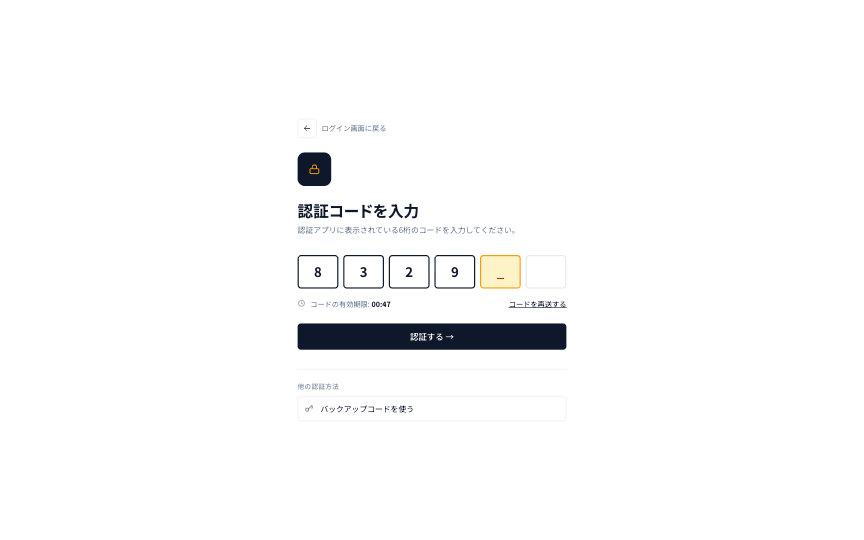 ログイン画面に戻る
認証コードを入力
認証アプリに表示されている6桁のコードを入力してください。
8 3 2 9 _
コードの有効期限: 00:47 コードを再送する
認証する →
他の認証方法
バックアップコードを使う